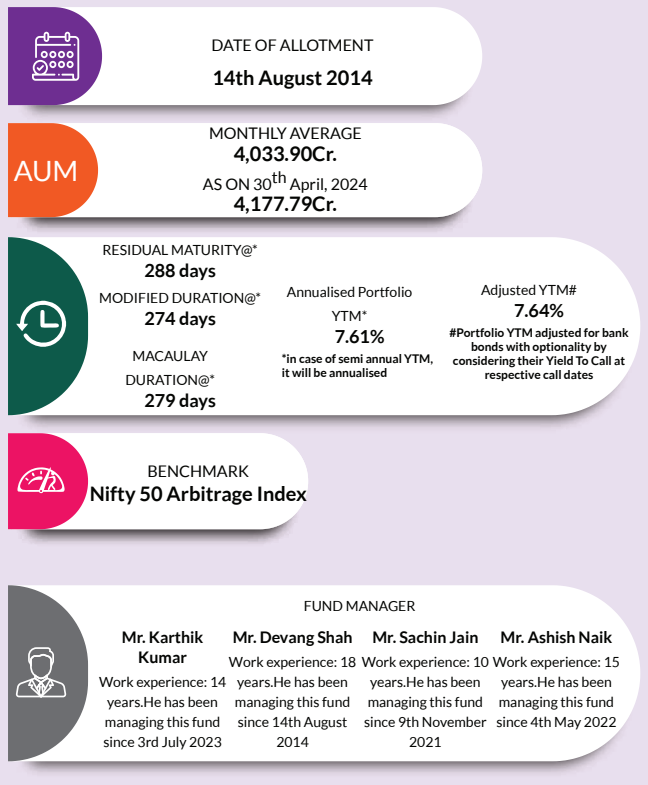 DATE OF ALLOTMENT
14th August 2014
AUM
MONTHLY AVERAGE
4,033.90Cr.
AS ON 30th April, 2024
4,177.79Cr.
RESIDUAL MATURITY@*
288 days
MODIFIED DURATION@*
274 days
MACAULAY
DURATION@*
279 days
Annualised Portfolio
YTM*
7.61%
*in case of semi annual YTM,
it will be annualised
Adjusted YTM#
7.64%
#Portfolio YTM adjusted for bank
bonds with optionality by
considering their Yield To Call at
respective call dates
BENCHMARK
Nifty 50 Arbitrage Index
FUND MANAGER
Mr. Karthik
Kumar
Work experience: 14
years.He has been
managing this fund
since 3rd July 2023
Mr. Devang Shah
Work experience: 18
years.He has been
managing this fund
since 14th August
2014
Mr. Sachin Jain
Work experience: 10
years.He has been
managing this fund
since 9th November
2021
Mr. Ashish Naik
Work experience: 15
years.He has been
managing this fund
since 4th May 2022